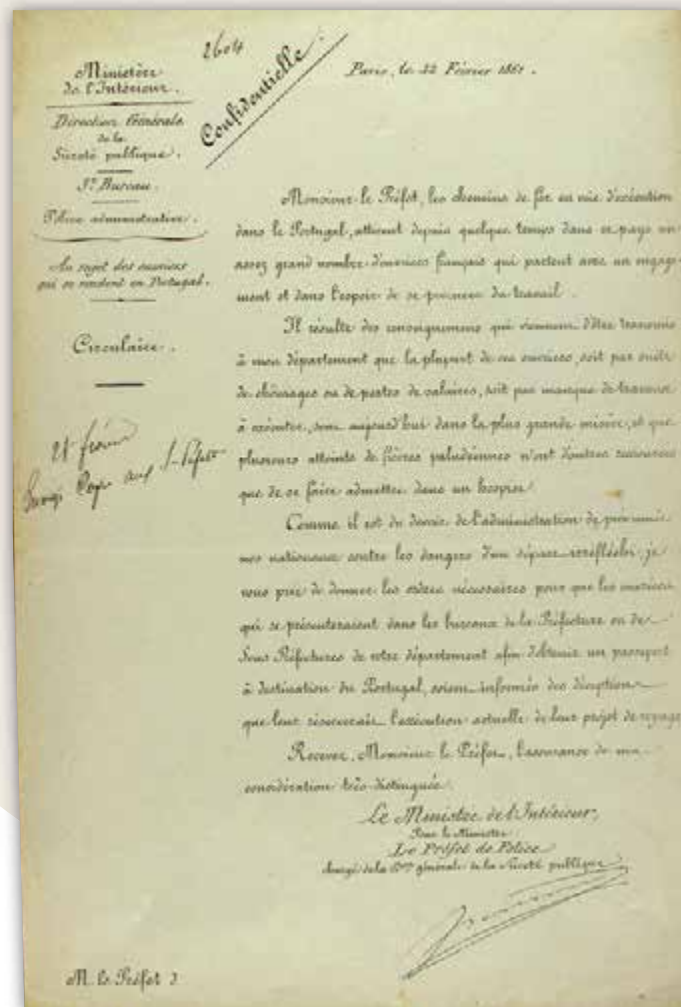 2604
Confidentielle
Ministère
de l'Intérieur.
Direction Générale
de la
Sûreté publique.
3e Bureau.
Police administrative.
Au sujet des ouvriers
qui se rendent en Portugal.
Circulaire.
Copie aux S-Préfets
Paris, le 22 Février 1861.
Monsieur le Préfet, les chemins de fer en voie d'exécution
dans le Portugal, attirent depuis quelque temps dans ce pays un
assez grand nombre d'ouvriers français qui partent avec un engage-
ment et dans l'espoir de se procurer du travail.
Il résulte des renseignemens qui viennent d'être transmis
à mon département que la plupart de ces ouvriers, soit par suite
de chômages ou de pertes de salaires, soit par manque de travaux
à exécuter, sont aujourd'hui dans la plus grande misère, et que
plusieurs atteints de fièvres paludéennes n'ont d'autres ressources
que de se faire admettre dans un hospice.
Comme il est du devoir de l'administration de prémunir
nos nationaux contre les dangers d'un départ irréfléchi, je
vous prie de donner les ordres nécessaires pour que les ouvriers
qui se présenteraient dans les bureaux de la Préfecture ou des
Sous Préfectures de votre département afin d'obtenir un passeport
à destination du Portugal, soient informés des déceptions
que leur réserverait l'exécution actuelle de leur projet de voyage
Recevez, Monsieur le Préfet, l'assurance de ma
considération très distinguée.
Le Ministre de l'Intérieur,
Pour le Ministre
Le Préfet de Police
chargé de la Don générale de la Sûreté publique
M. le Préfet d